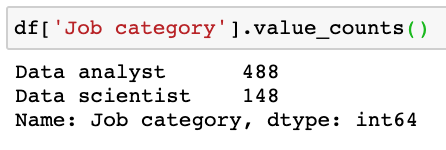 df['Job category'].value_counts()
Data analyst      488
Data scientist    148
Name: Job category, dtype: int64